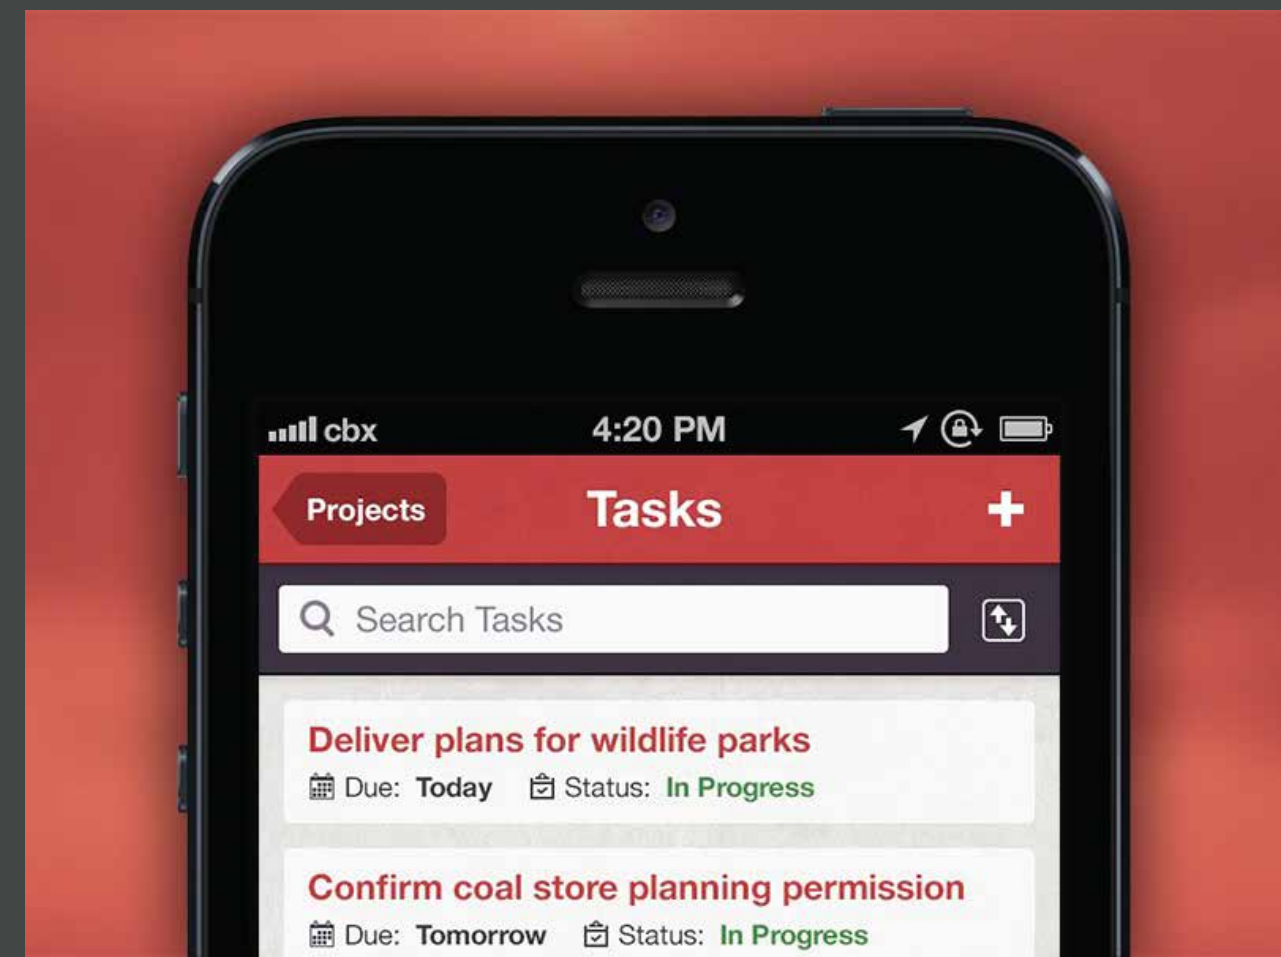 cbx 4:20 PM
Projects Tasks +
Search Tasks
Deliver plans for wildlife parks
Due: Today Status: In Progress
Confirm coal store planning permission
Due: Tomorrow Status: In Progress